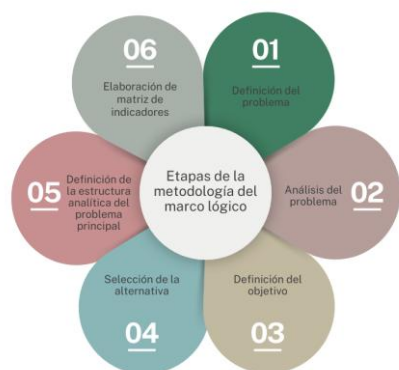 Etapas de la
metodología del
marco lógico
01
Definición del
problema
Análisis del
problema
02
Definición del
objetivo
03
Selección de la
alternativa
04
05
Definición de
la estructura
analítica del
problema
principal
06
Elaboración de
matriz de
indicadores